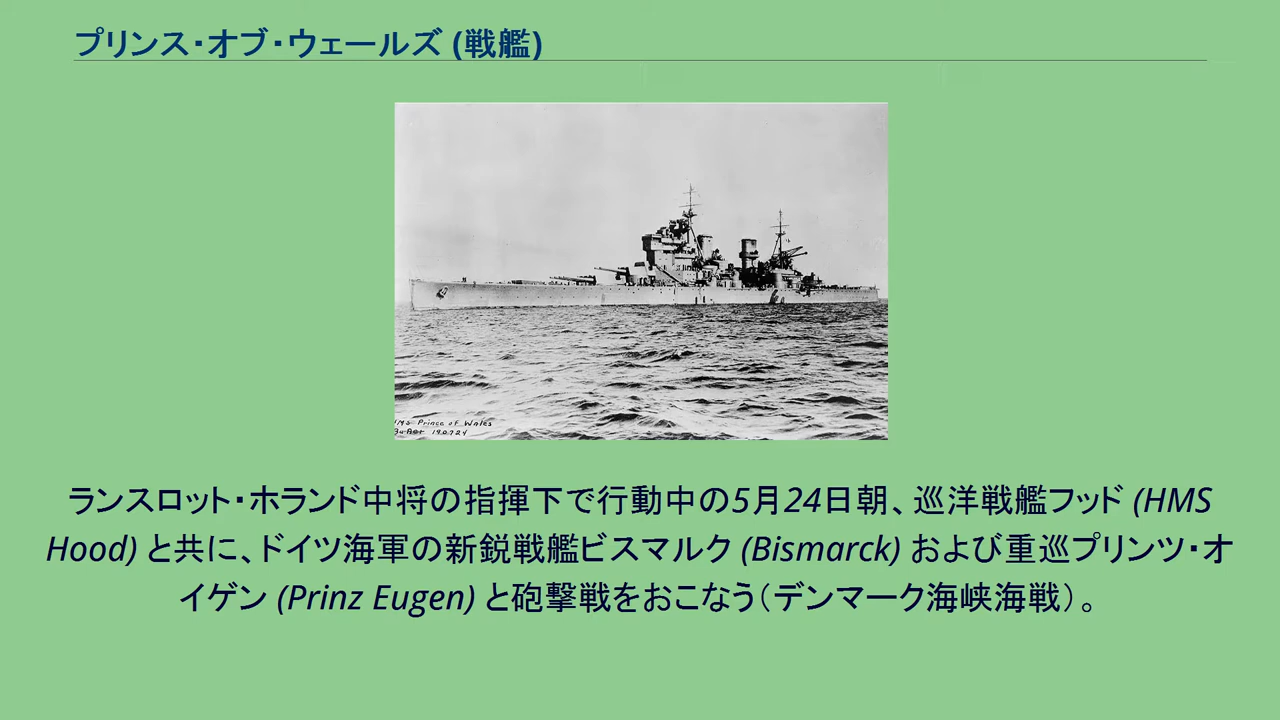 プリンス・オブ・ウェールズ (戦艦)
HMS Prince of Wales
ランスロット・ホランド中将の指揮下で行動中の5月24日朝、巡洋戦艦フッド (HMS
Hood) と共に、ドイツ海軍の新鋭戦艦ビスマルク (Bismarck) および重巡プリンツ・オ
イゲン (Prinz Eugen) と砲撃戦をおこなう（デンマーク海峡海戦）。